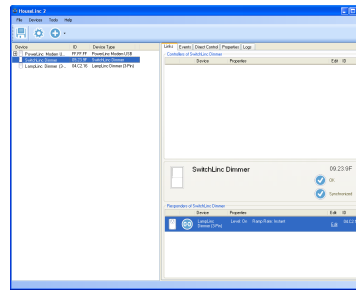 HouseLinc 2
File Devices Tools Help
Device ID Device Type
PowerLinc Modem U... FF.FF.FF PowerLinc Modem USB
SwitchLinc Dimmer 09.23.9F SwitchLinc Dimmer
LampLinc Dimmer (3-... 04.C2.16 LampLinc Dimmer (3 Pin)
Links Events Direct Control Properties Logs
Controllers of SwitchLinc Dimmer
Device Properties Edit ID
SwitchLinc Dimmer 09.23.9F
OK
Synchronized
Responders of SwitchLinc Dimmer
Device Properties Edit ID
LampLinc Level: On Ramp Rate: Instant Edit
Dimmer (3 Pin)